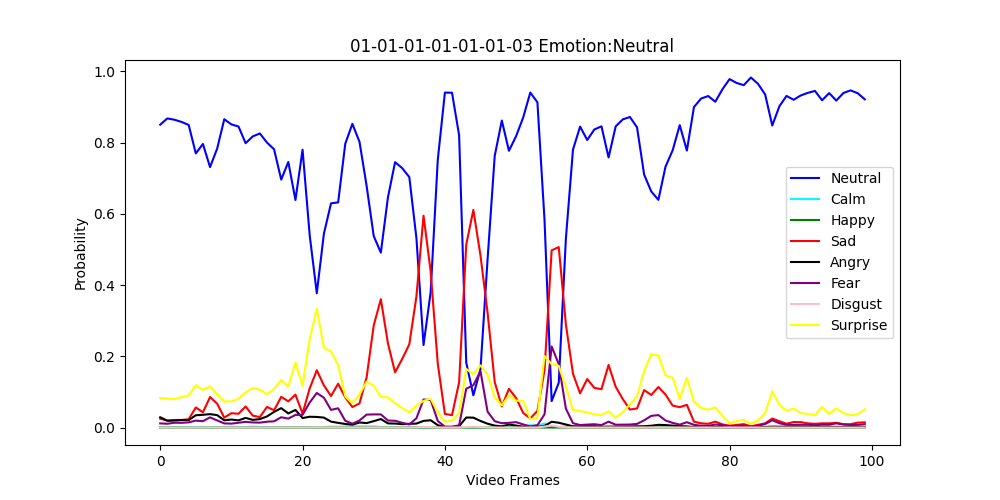 01-01-01-01-01-01-03 Emotion:Neutral
Probability
1.0
0.8
0.6
0.4
0.2
0.0
0
20
40
60
80
100
Video Frames
Neutral
Calm
Happy
Sad
Angry
Fear
Disgust
Surprise